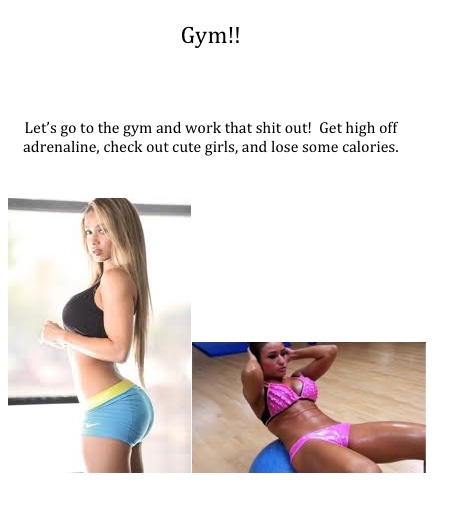 Gym!!
Let’s go to the gym and work that shit out!  Get high off
adrenaline, check out cute girls, and lose some calories.